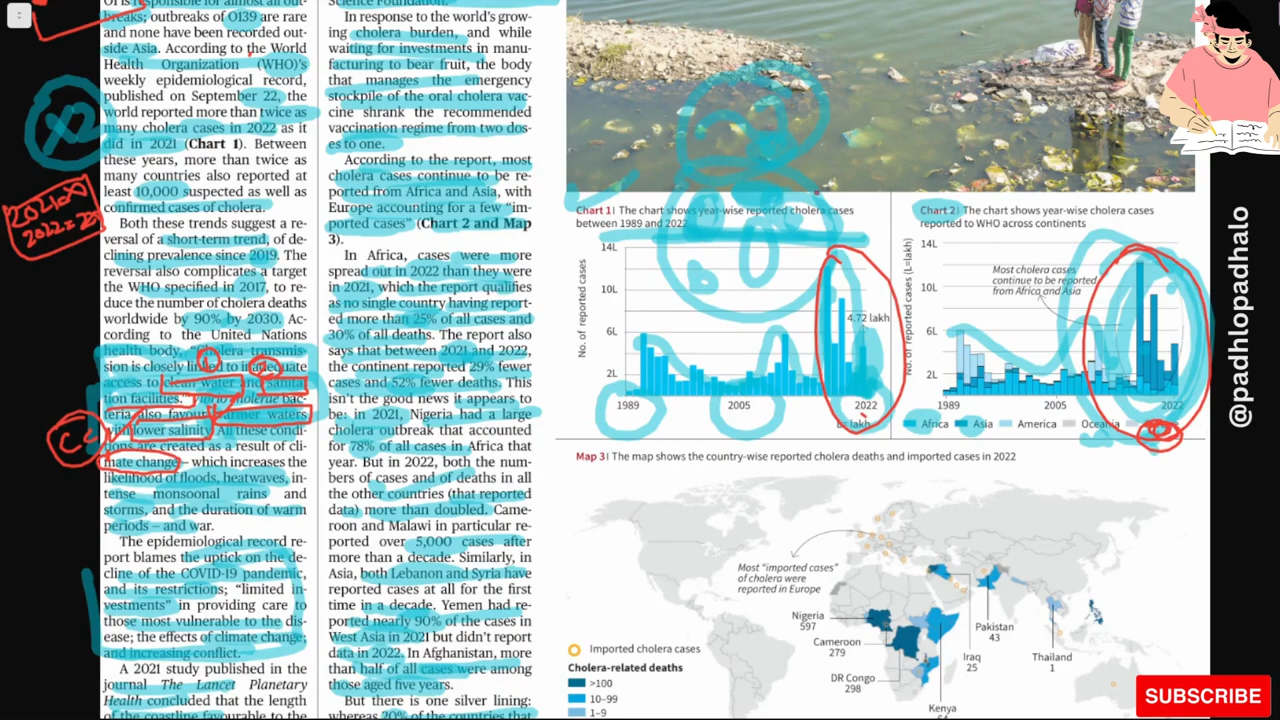 O1 is responsible for almost all out-
breaks; outbreaks of O139 are rare
and none have been recorded out-
side Asia. According to the World
Health Organization (WHO)'s
weekly epidemiological record,
published on September 22, the
world reported more than twice as
many cholera cases in 2022 as it
did in 2021 (Chart 1). Between
these years, more than twice as
many countries also reported at
least 10,000 suspected as well as
confirmed cases of cholera.
Both these trends suggest a re-
versal of a short-term trend, of de-
clining prevalence since 2019. The
reversal also complicates a target
the WHO specified in 2017, to re-
duce the number of cholera deaths
worldwide by 90% by 2030. Ac-
cording to the United Nations
health body, "cholera transmis-
sion is closely linked to inadequate
access to clean water and sanita-
tion facilities." Vibrio cholerae bac-
teria also favour warmer waters
with lower salinity. All these condi-
tions are created as a result of cli-
mate change – which increases the
likelihood of floods, heatwaves, in-
tense monsoonal rains and
storms, and the duration of warm
periods – and war.
The epidemiological record re-
port blames the uptick on the de-
cline of the COVID-19 pandemic,
and its restrictions; "limited in-
vestments" in providing care to
those most vulnerable to the dis-
ease; the effects of climate change;
and increasing conflict.
A 2021 study published in the
journal The Lancet Planetary
Health concluded that the length
of the coastline favourable to the
Science Foundation.
In response to the world's grow-
ing cholera burden, and while
waiting for investments in manu-
facturing to bear fruit, the body
that manages the emergency
stockpile of the oral cholera vac-
cine shrank the recommended
vaccination regime from two dos-
es to one.
According to the report, most
cholera cases continue to be re-
ported from Africa and Asia, with
Europe accounting for a few "im-
ported cases" (Chart 2 and Map
3).
In Africa, cases were more
spread out in 2022 than they were
in 2021, which the report qualifies
as no single country having report-
ed more than 25% of all cases and
30% of all deaths. The report also
says that between 2021 and 2022,
the continent reported 29% fewer
cases and 52% fewer deaths. This
isn't the good news it appears to
be: in 2021, Nigeria had a large
cholera outbreak that accounted
for 78% of all cases in Africa that
year. But in 2022, both the num-
bers of cases and of deaths in all
the other countries (that reported
data) more than doubled. Came-
roon and Malawi in particular re-
ported over 5,000 cases after
more than a decade. Similarly, in
Asia, both Lebanon and Syria have
reported cases at all for the first
time in a decade. Yemen had re-
ported nearly 90% of the cases in
West Asia in 2021 but didn't report
data in 2022. In Afghanistan, more
than half of all cases were among
those aged five years.
But there is one silver lining:
whereas 20% of the countries that
Chart 1| The chart shows year-wise reported cholera cases
between 1989 and 2022
No. of reported cases
14L
10L
6L
2L
4.72 lakh
1989 2005 2022
L= lakh
Chart 2| The chart shows year-wise cholera cases
reported to WHO across continents
No. of reported cases (L=lakh)
14L
10L
6L
2L
Most cholera cases
continue to be reported
from Africa and Asia
1989 2005 2022
Africa Asia America Oceania
Map 3| The map shows the country-wise reported cholera deaths and imported cases in 2022
Most "imported cases"
of cholera were
reported in Europe
Nigeria
597
Cameroon
279
DR Congo
298
Kenya
Iraq
25
Pakistan
43
Thailand
1
Imported cholera cases
Cholera-related deaths
>100
10–99
1–9
@padhlopadhalo
SUBSCRIBE